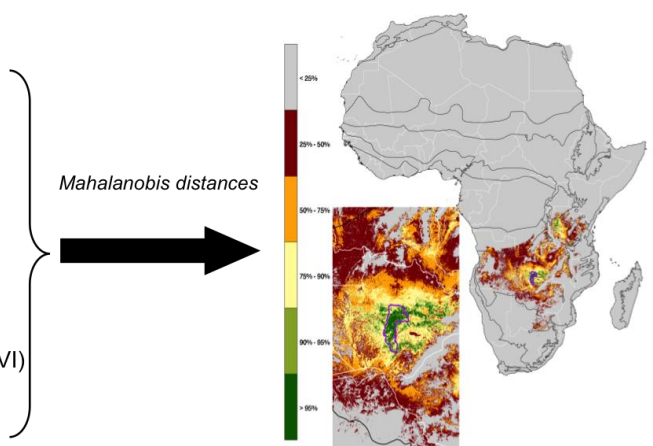 Mahalanobis distances
< 25%
25% - 50%
50% - 75%
75% - 90%
90% - 95%
> 95%
VI)